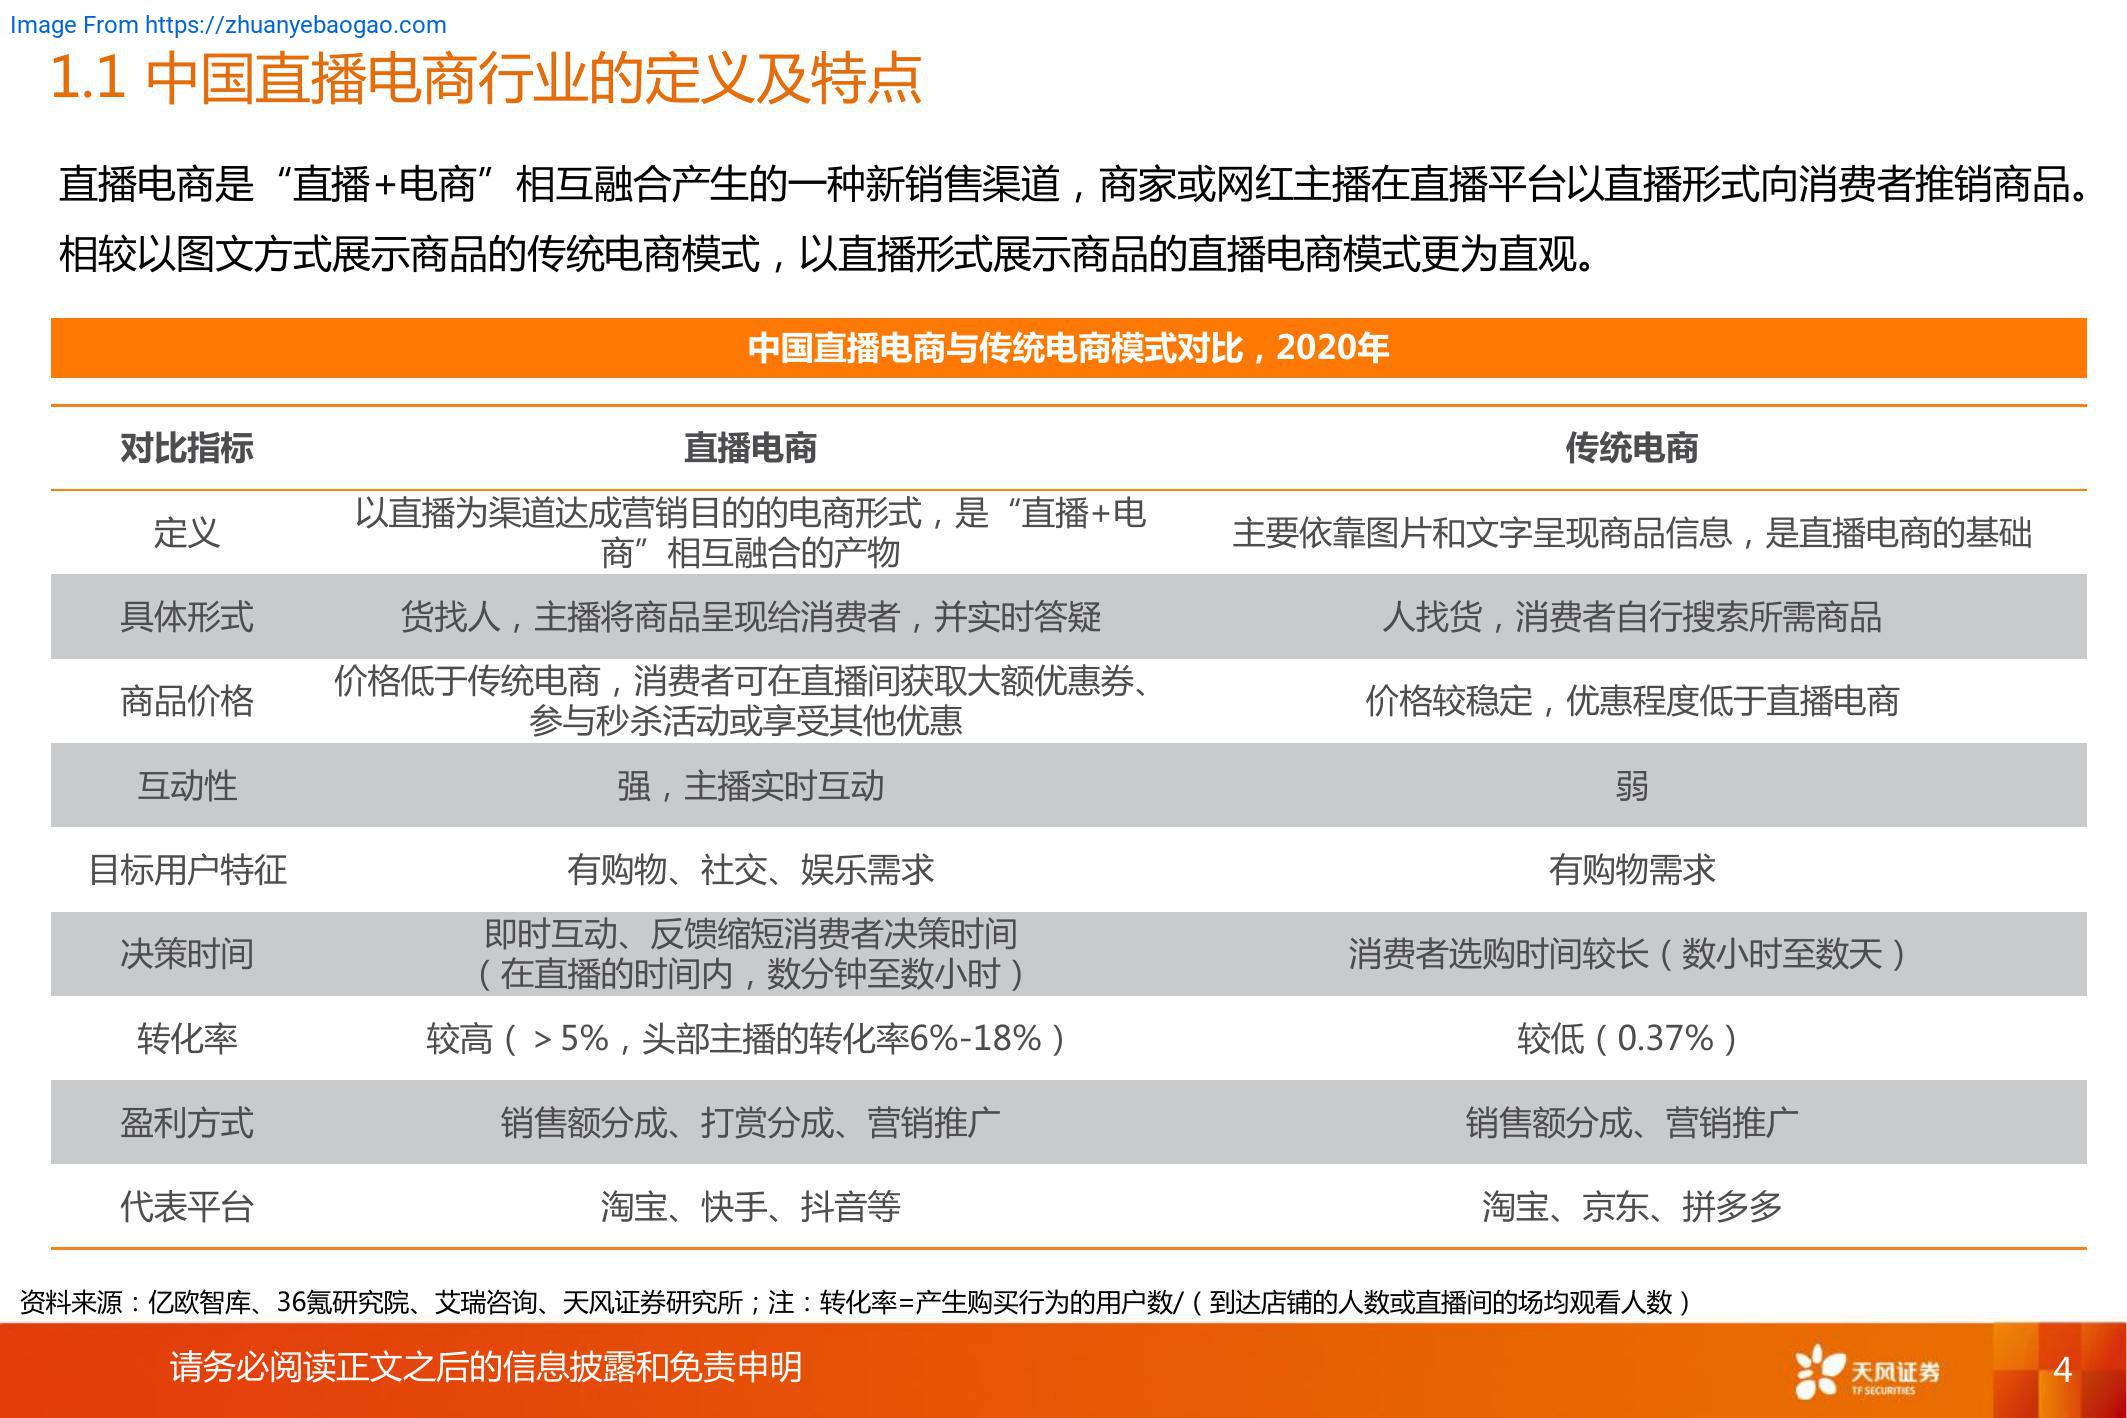 Image From https://zhuanyebaogao.com
1.1 中国直播电商行业的定义及特点
直播电商是“直播+电商”相互融合产生的一种新销售渠道，商家或网红主播在直播平台以直播形式向消费者推销商品。
相较以图文方式展示商品的传统电商模式，以直播形式展示商品的直播电商模式更为直观。
中国直播电商与传统电商模式对比，2020年
对比指标 直播电商 传统电商
定义 以直播为渠道达成营销目的的电商形式，是“直播+电
商”相互融合的产物 主要依靠图片和文字呈现商品信息，是直播电商的基础
具体形式 货找人，主播将商品呈现给消费者，并实时答疑 人找货，消费者自行搜索所需商品
商品价格 价格低于传统电商，消费者可在直播间获取大额优惠券、
参与秒杀活动或享受其他优惠 价格较稳定，优惠程度低于直播电商
互动性 强，主播实时互动 弱
目标用户特征 有购物、社交、娱乐需求 有购物需求
决策时间 即时互动、反馈缩短消费者决策时间
（在直播的时间内，数分钟至数小时） 消费者选购时间较长（数小时至数天）
转化率 较高（＞5%，头部主播的转化率6%-18%） 较低（0.37%）
盈利方式 销售额分成、打赏分成、营销推广 销售额分成、营销推广
代表平台 淘宝、快手、抖音等 淘宝、京东、拼多多
资料来源：亿欧智库、36氪研究院、艾瑞咨询、天风证券研究所；注：转化率=产生购买行为的用户数/（到达店铺的人数或直播间的场均观看人数）
请务必阅读正文之后的信息披露和免责申明
天风证券
TF SECURITIES
4